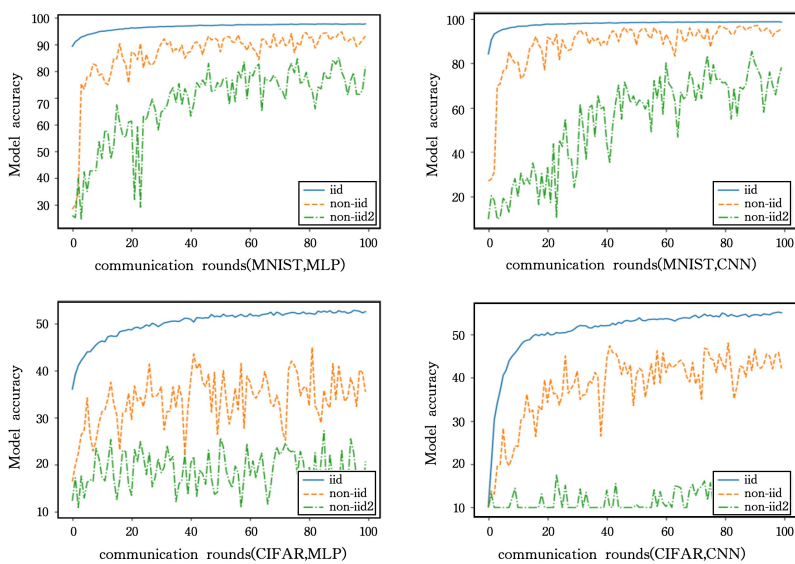 Model accuracy
100
90
80
70
60
50
40
30
iid
non-iid
non-iid2
0 20 40 60 80 100
communication rounds(MNIST,MLP)
Model accuracy
100
80
60
40
20
iid
non-iid
non-iid2
0 20 40 60 80 100
communication rounds(MNIST,CNN)
Model accuracy
50
40
30
20
10
iid
non-iid
non-iid2
0 20 40 60 80 100
communication rounds(CIFAR,MLP)
Model accuracy
50
40
30
20
10
iid
non-iid
non-iid2
0 20 40 60 80 100
communication rounds(CIFAR,CNN)